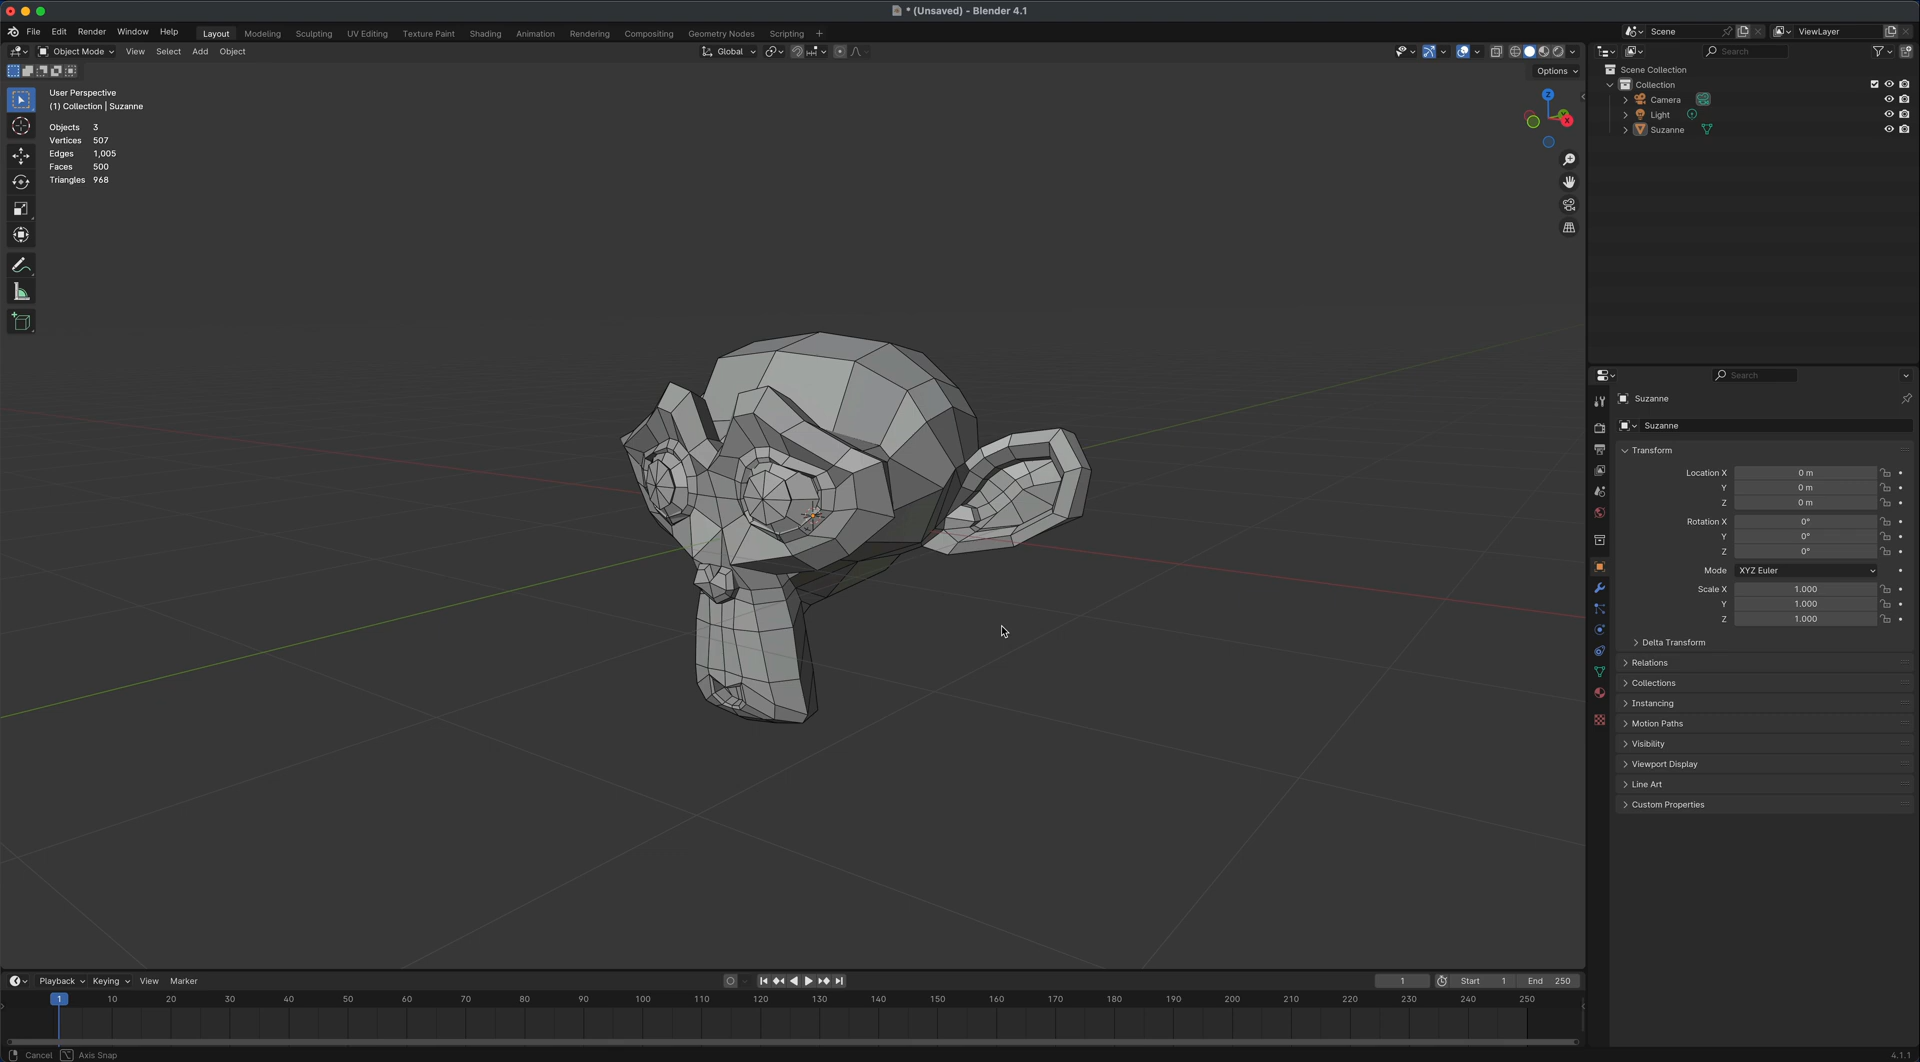 * (Unsaved) - Blender 4.1
File Edit Render Window Help
Layout Modeling Sculpting UV Editing Texture Paint Shading Animation Rendering Compositing Geometry Nodes Scripting +
Scene
ViewLayer
Object Mode View Select Add Object
Global
Search
Options
User Perspective
(1) Collection | Suzanne
Objects 3
Vertices 507
Edges 1,005
Faces 500
Triangles 968
Z
Y
X
Scene Collection
Collection
Camera
Light
Suzanne
Search
Suzanne
Suzanne
Transform
Location X 0 m
Y 0 m
Z 0 m
Rotation X 0°
Y 0°
Z 0°
Mode XYZ Euler
Scale X 1.000
Y 1.000
Z 1.000
Delta Transform
Relations
Collections
Instancing
Motion Paths
Visibility
Viewport Display
Line Art
Custom Properties
Playback Keying View Marker
1 Start 1 End 250
1 10 20 30 40 50 60 70 80 90 100 110 120 130 140 150 160 170 180 190 200 210 220 230 240 250
Cancel Axis Snap
4.1.1